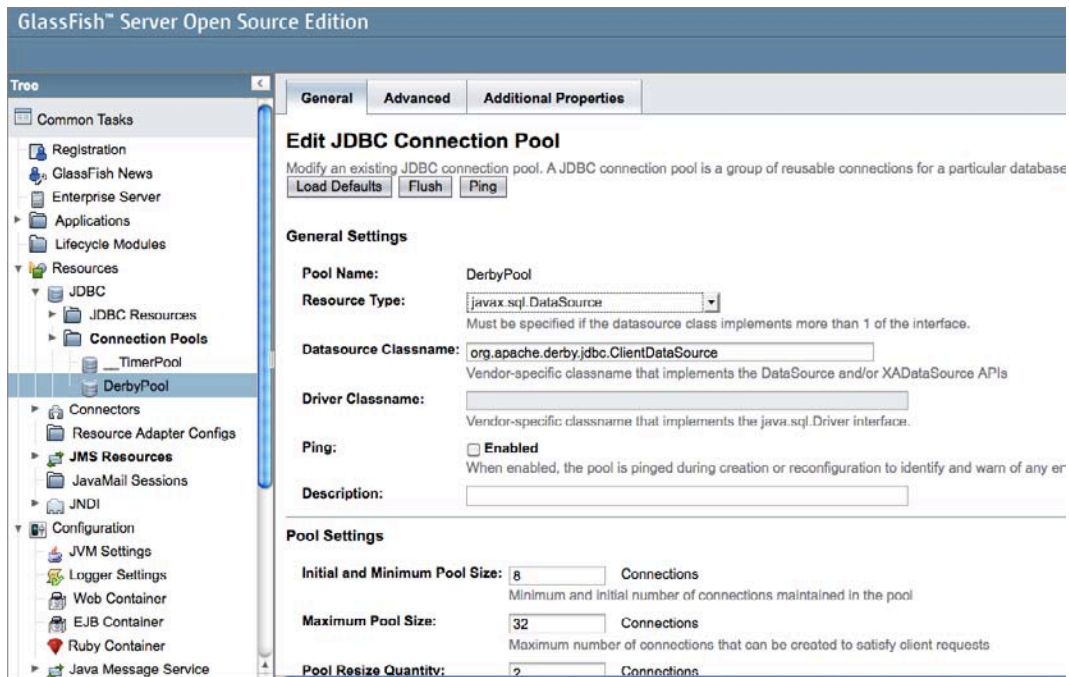 GlassFish™ Server Open Source Edition
Tree
Common Tasks
Registration
GlassFish News
Enterprise Server
Applications
Lifecycle Modules
Resources
JDBC
JDBC Resources
Connection Pools
__TimerPool
DerbyPool
Connectors
Resource Adapter Configs
JMS Resources
JavaMail Sessions
JNDI
Configuration
JVM Settings
Logger Settings
Web Container
EJB Container
Ruby Container
Java Message Service
General Advanced Additional Properties
Edit JDBC Connection Pool
Modify an existing JDBC connection pool. A JDBC connection pool is a group of reusable connections for a particular database
Load Defaults Flush Ping
General Settings
Pool Name: DerbyPool
Resource Type: javax.sql.DataSource
Must be specified if the datasource class implements more than 1 of the interface.
Datasource Classname: org.apache.derby.jdbc.ClientDataSource
Vendor-specific classname that implements the DataSource and/or XADataSource APIs
Driver Classname:
Vendor-specific classname that implements the java.sql.Driver interface.
Ping: Enabled
When enabled, the pool is pinged during creation or reconfiguration to identify and warn of any er
Description:
Pool Settings
Initial and Minimum Pool Size: 8 Connections
Minimum and initial number of connections maintained in the pool
Maximum Pool Size: 32 Connections
Maximum number of connections that can be created to satisfy client requests
Pool Resize Quantity: 2 Connections